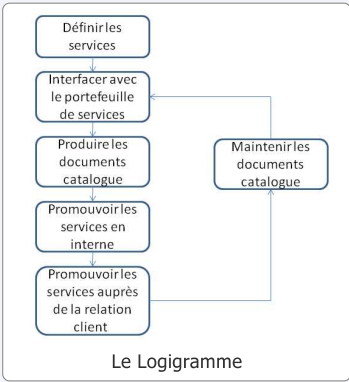 Définir les
services
Interfacer avec
le portefeuille
de services
Produire les
documents
catalogue
Maintenir les
documents
catalogue
Promouvoir les
services en
interne
Promouvoir les
services auprès
de la relation
client
Le Logigramme